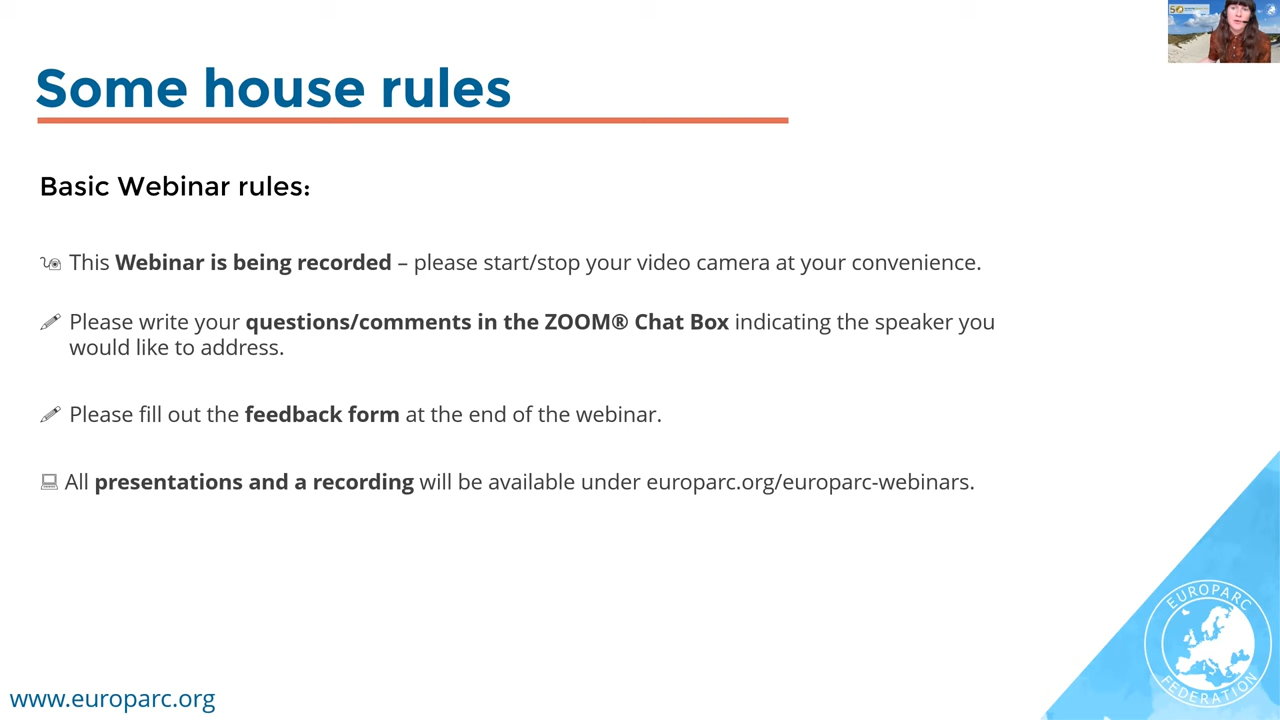 50
Some house rules
Basic Webinar rules:
This Webinar is being recorded – please start/stop your video camera at your convenience.
Please write your questions/comments in the ZOOM® Chat Box indicating the speaker you
would like to address.
Please fill out the feedback form at the end of the webinar.
All presentations and a recording will be available under europarc.org/europarc-webinars.
EUROPARC
FEDERATION
www.europarc.org